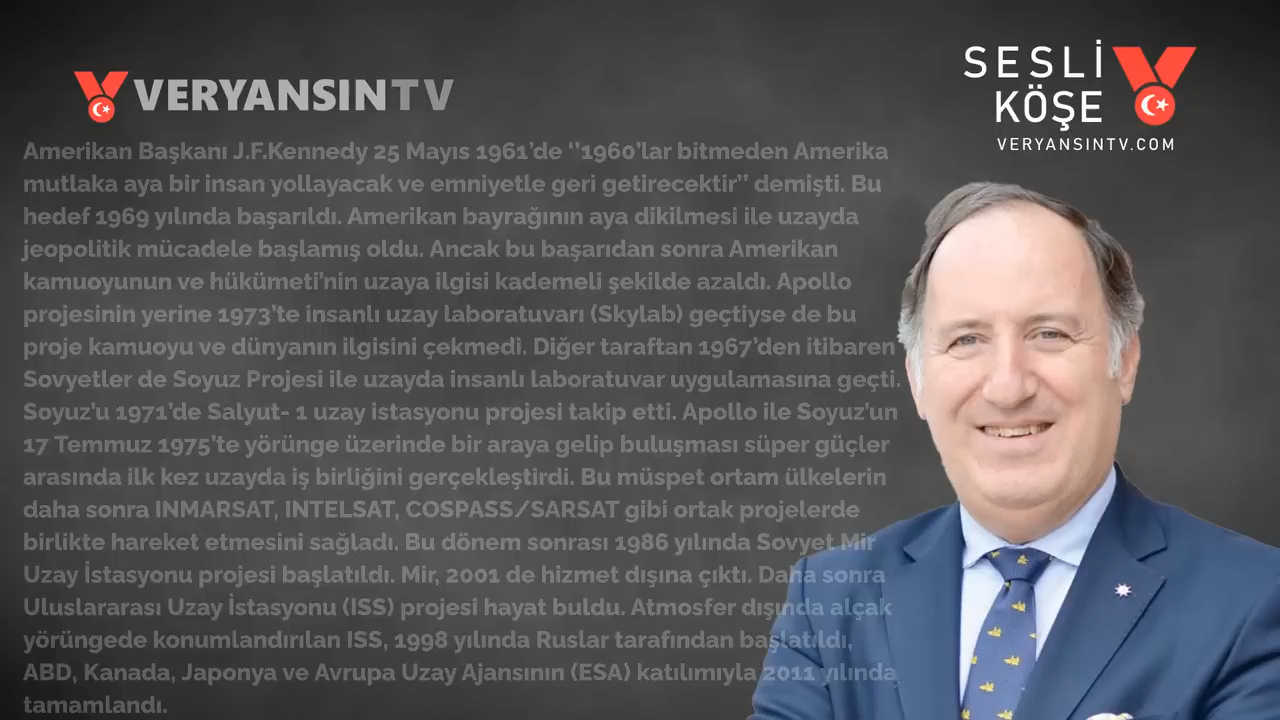 VERYANSINTV
SESLİ
KÖŞE
VERYANSINTV.COM
Amerikan Başkanı J.F.Kennedy 25 Mayıs 1961’de ‘’1960’lar bitmeden Amerika
mutlaka aya bir insan yollayacak ve emniyetle geri getirecektir’’ demişti. Bu
hedef 1969 yılında başarıldı. Amerikan bayrağının aya dikilmesi ile uzayda
jeopolitik mücadele başlamış oldu. Ancak bu başarıdan sonra Amerikan
kamuoyunun ve hükümeti’nin uzaya ilgisi kademeli şekilde azaldı. Apollo
projesinin yerine 1973’te insanlı uzay laboratuvarı (Skylab) geçtiyse de bu
proje kamuoyu ve dünyanın ilgisini çekmedi. Diğer taraftan 1967’den itibaren
Sovyetler de Soyuz Projesi ile uzayda insanlı laboratuvar uygulamasına geçti.
Soyuz’u 1971’de Salyut- 1 uzay istasyonu projesi takip etti. Apollo ile Soyuz’un
17 Temmuz 1975’te yörünge üzerinde bir araya gelip buluşması süper güçler
arasında ilk kez uzayda iş birliğini gerçekleştirdi. Bu müspet ortam ülkelerin
daha sonra INMARSAT, INTELSAT, COSPASS/SARSAT gibi ortak projelerde
birlikte hareket etmesini sağladı. Bu dönem sonrası 1986 yılında Sovyet Mir
Uzay İstasyonu projesi başlatıldı. Mir, 2001 de hizmet dışına çıktı. Daha sonra
Uluslararası Uzay İstasyonu (ISS) projesi hayat buldu. Atmosfer dışında alçak
yörüngede konumlandırılan ISS, 1998 yılında Ruslar tarafından başlatıldı,
ABD, Kanada, Japonya ve Avrupa Uzay Ajansının (ESA) katılımıyla 2011 yılında
tamamlandı.